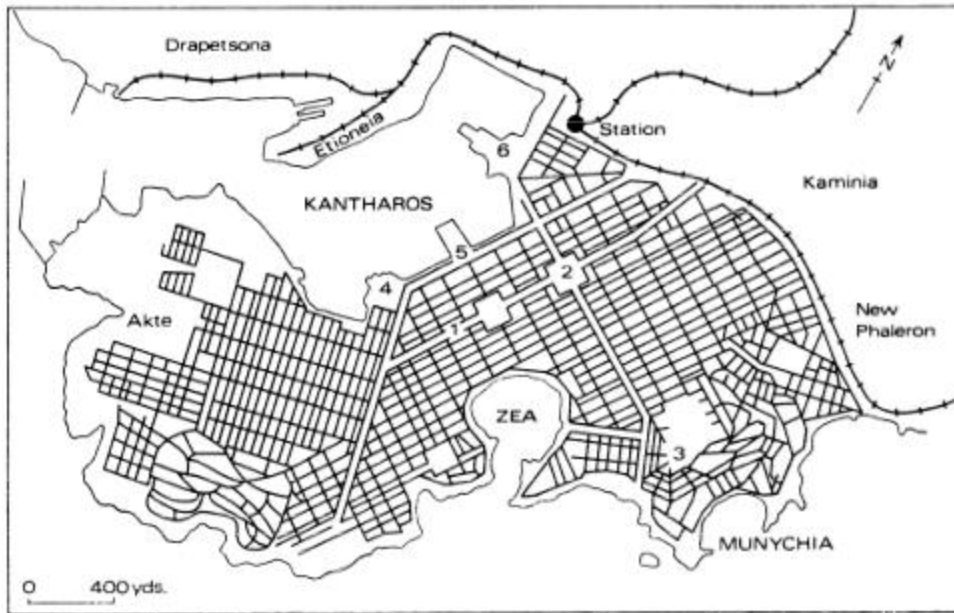 Drapetsona
N
Station
Etioneia
6
KANTHAROS
Kaminia
5
2
4
1
Akte
New
Phaleron
ZEA
3
MUNYCHIA
0 400 yds.